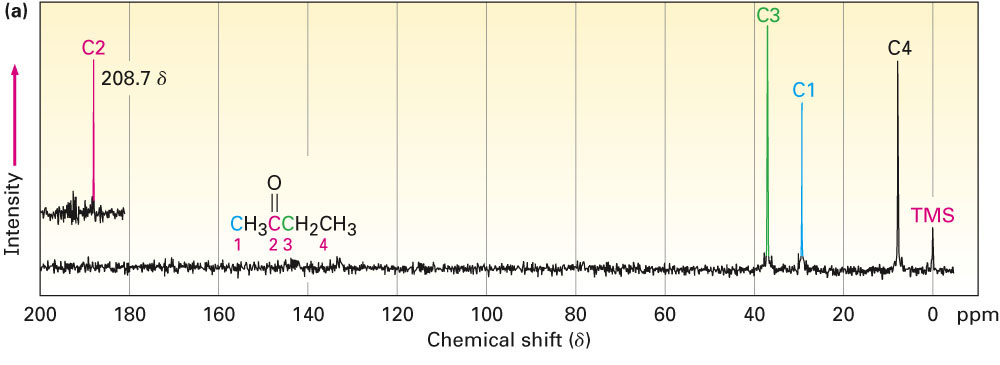 (a)
C3
C2
C4
208.7 δ
C1
Intensity
O
CH₃CCH₂CH₃
1 2 3 4
TMS
200 180 160 140 120 100 80 60 40 20 0 ppm
Chemical shift (δ)